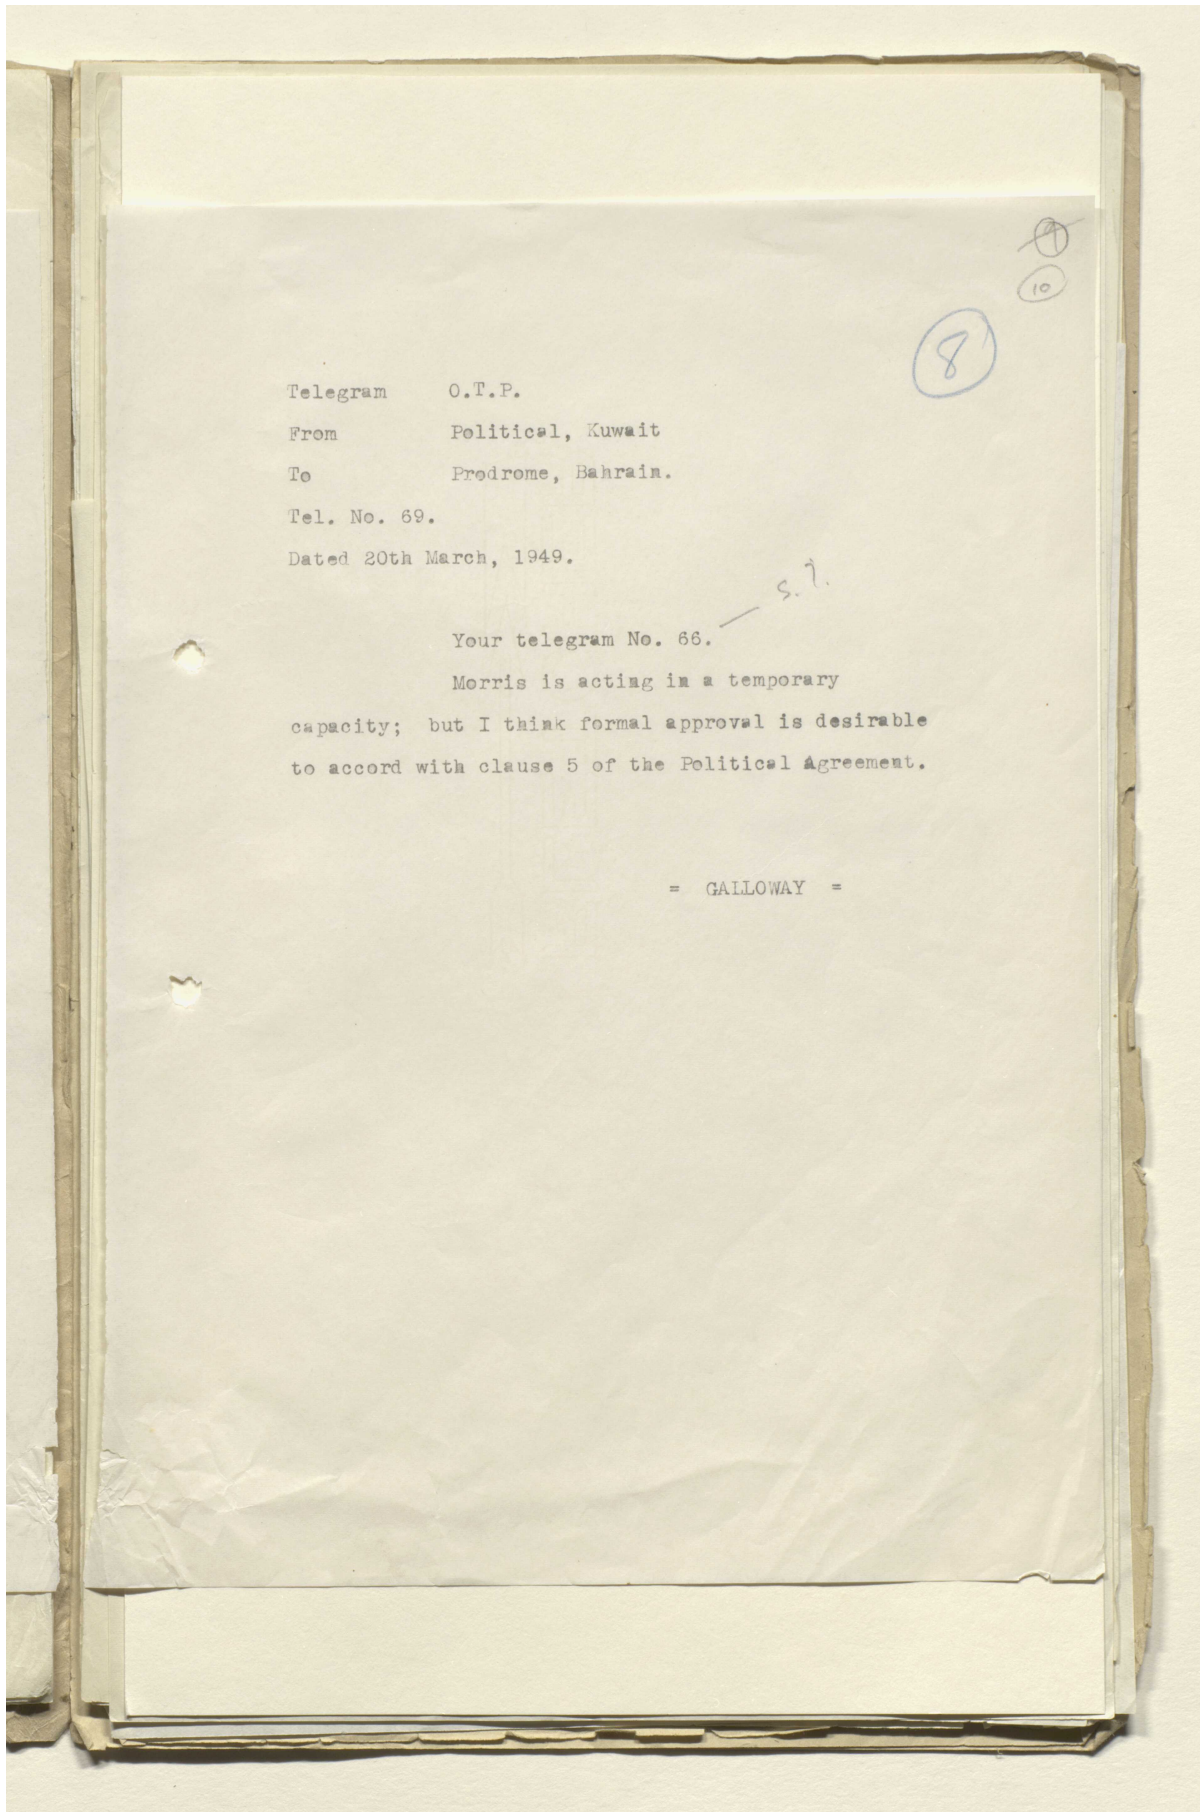 10
8
Telegram O.T.P.
From Political, Kuwait
To Prodrome, Bahrain.
Tel. No. 69.
Dated 20th March, 1949.
Your telegram No. 66. — s.7.
Morris is acting in a temporary
capacity; but I think formal approval is desirable
to accord with clause 5 of the Political Agreement.
= GALLOWAY =